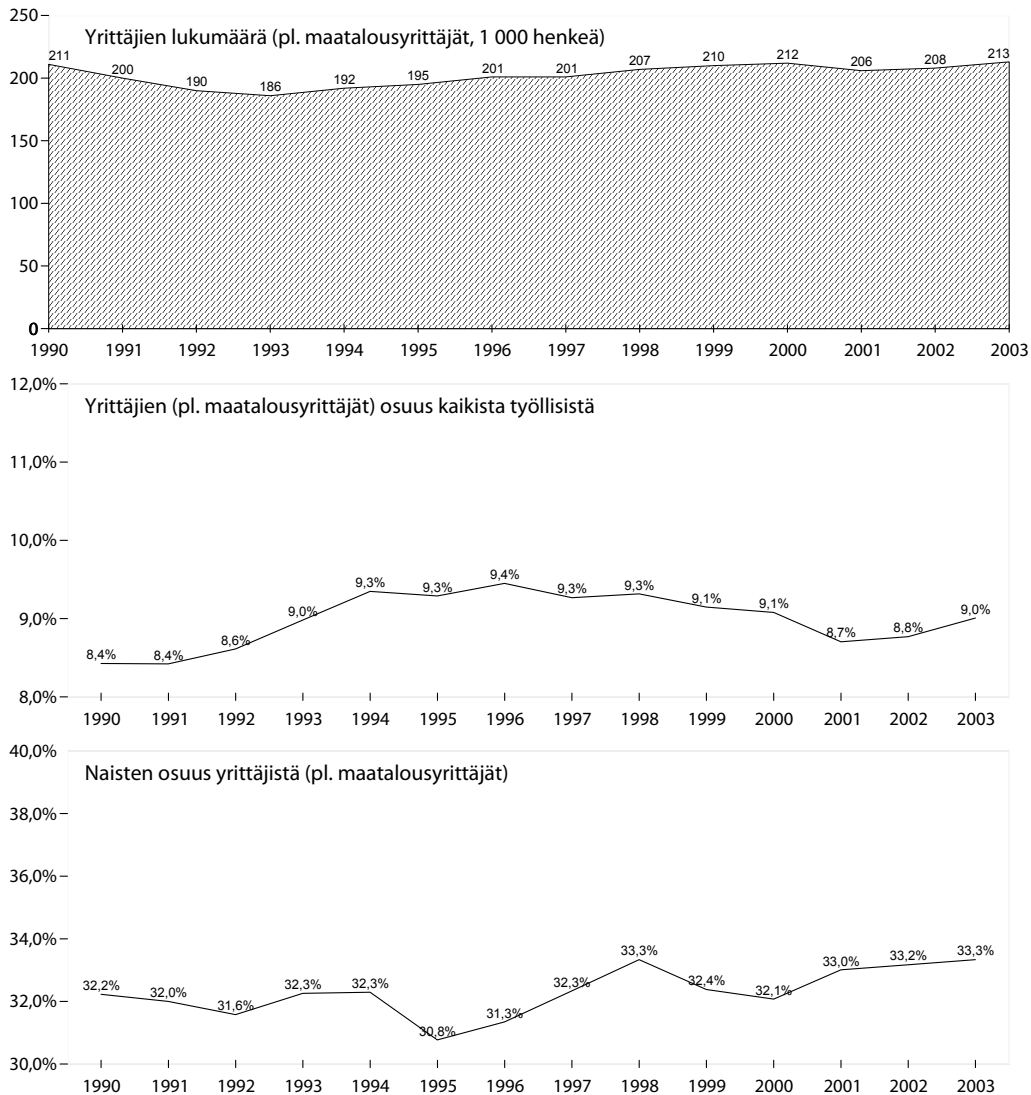 250
Yrittäjien lukumäärä (pl. maatalousyrittäjät, 1 000 henkeä)
211 200 190 186 192 195 201 201 207 210 212 206 208 213
200
150
100
50
0
1990 1991 1992 1993 1994 1995 1996 1997 1998 1999 2000 2001 2002 2003
12,0%
Yrittäjien (pl. maatalousyrittäjät) osuus kaikista työllisistä
11,0%
10,0%
8,4% 8,4% 8,6% 9,0% 9,3% 9,3% 9,4% 9,3% 9,3% 9,1% 9,1% 8,7% 8,8% 9,0%
9,0%
8,0%
1990 1991 1992 1993 1994 1995 1996 1997 1998 1999 2000 2001 2002 2003
40,0%
Naisten osuus yrittäjistä (pl. maatalousyrittäjät)
38,0%
36,0%
34,0%
32,2% 32,0% 31,6% 32,3% 32,3% 30,8% 31,3% 32,3% 33,3% 32,4% 32,1% 33,0% 33,2% 33,3%
32,0%
30,0%
1990 1991 1992 1993 1994 1995 1996 1997 1998 1999 2000 2001 2002 2003